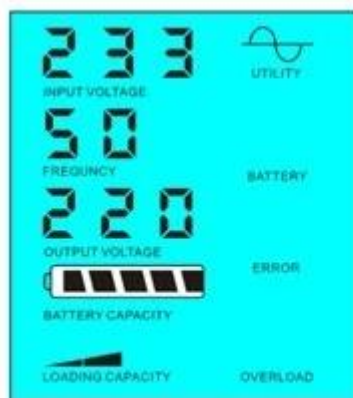 233
INPUT VOLTAGE
UTILITY
50
FREQUNCY
BATTERY
220
OUTPUT VOLTAGE
ERROR
BATTERY CAPACITY
LOADING CAPACITY
OVERLOAD